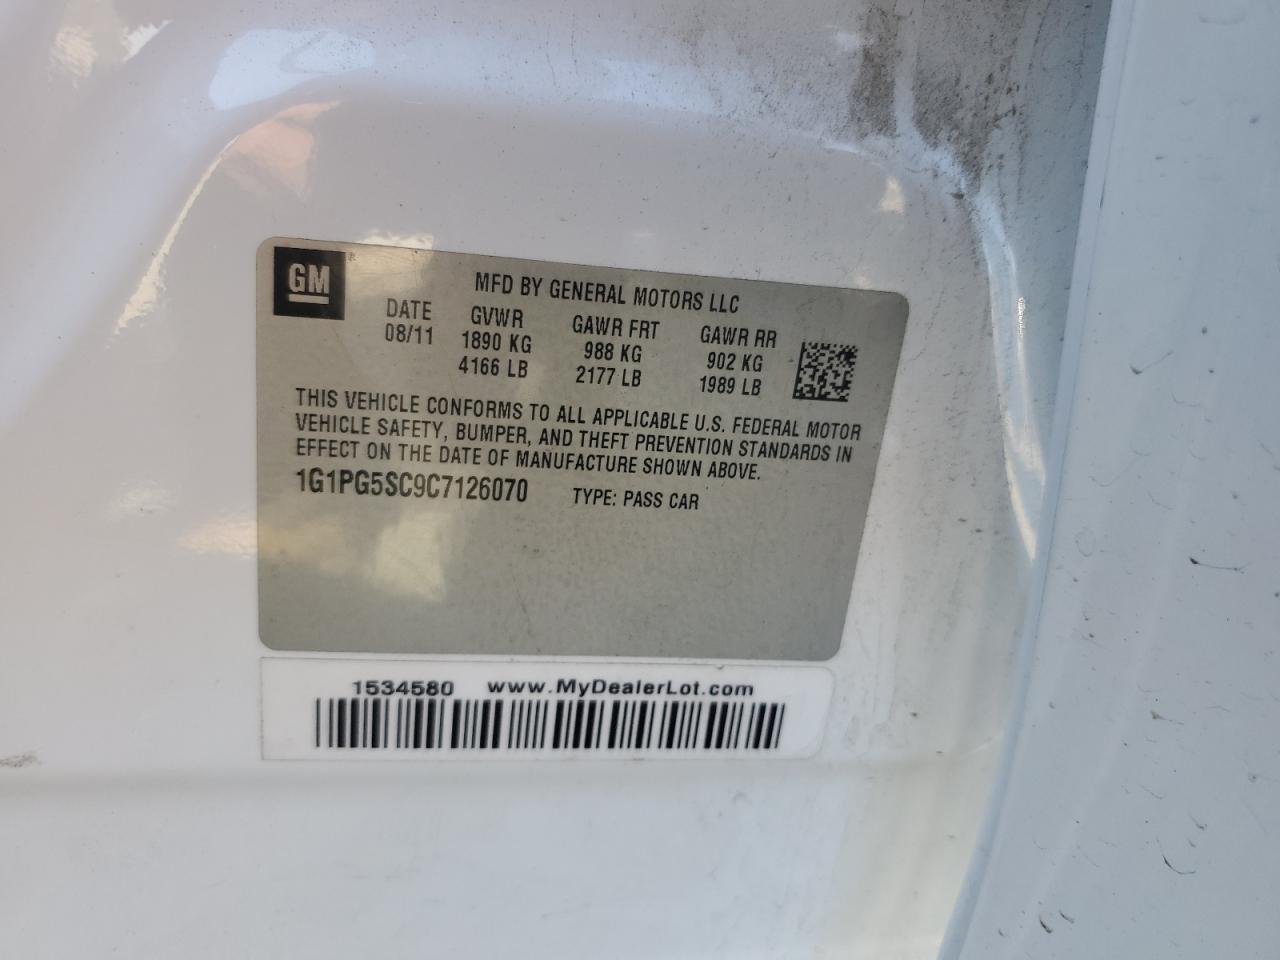 GM
MFD BY GENERAL MOTORS LLC
DATE GVWR GAWR FRT GAWR RR
08/11 1890 KG 988 KG 902 KG
4166 LB 2177 LB 1989 LB
THIS VEHICLE CONFORMS TO ALL APPLICABLE U.S. FEDERAL MOTOR
VEHICLE SAFETY, BUMPER, AND THEFT PREVENTION STANDARDS IN
EFFECT ON THE DATE OF MANUFACTURE SHOWN ABOVE.
1G1PG5SC9C7126070 TYPE: PASS CAR
1534580 www.MyDealerLot.com